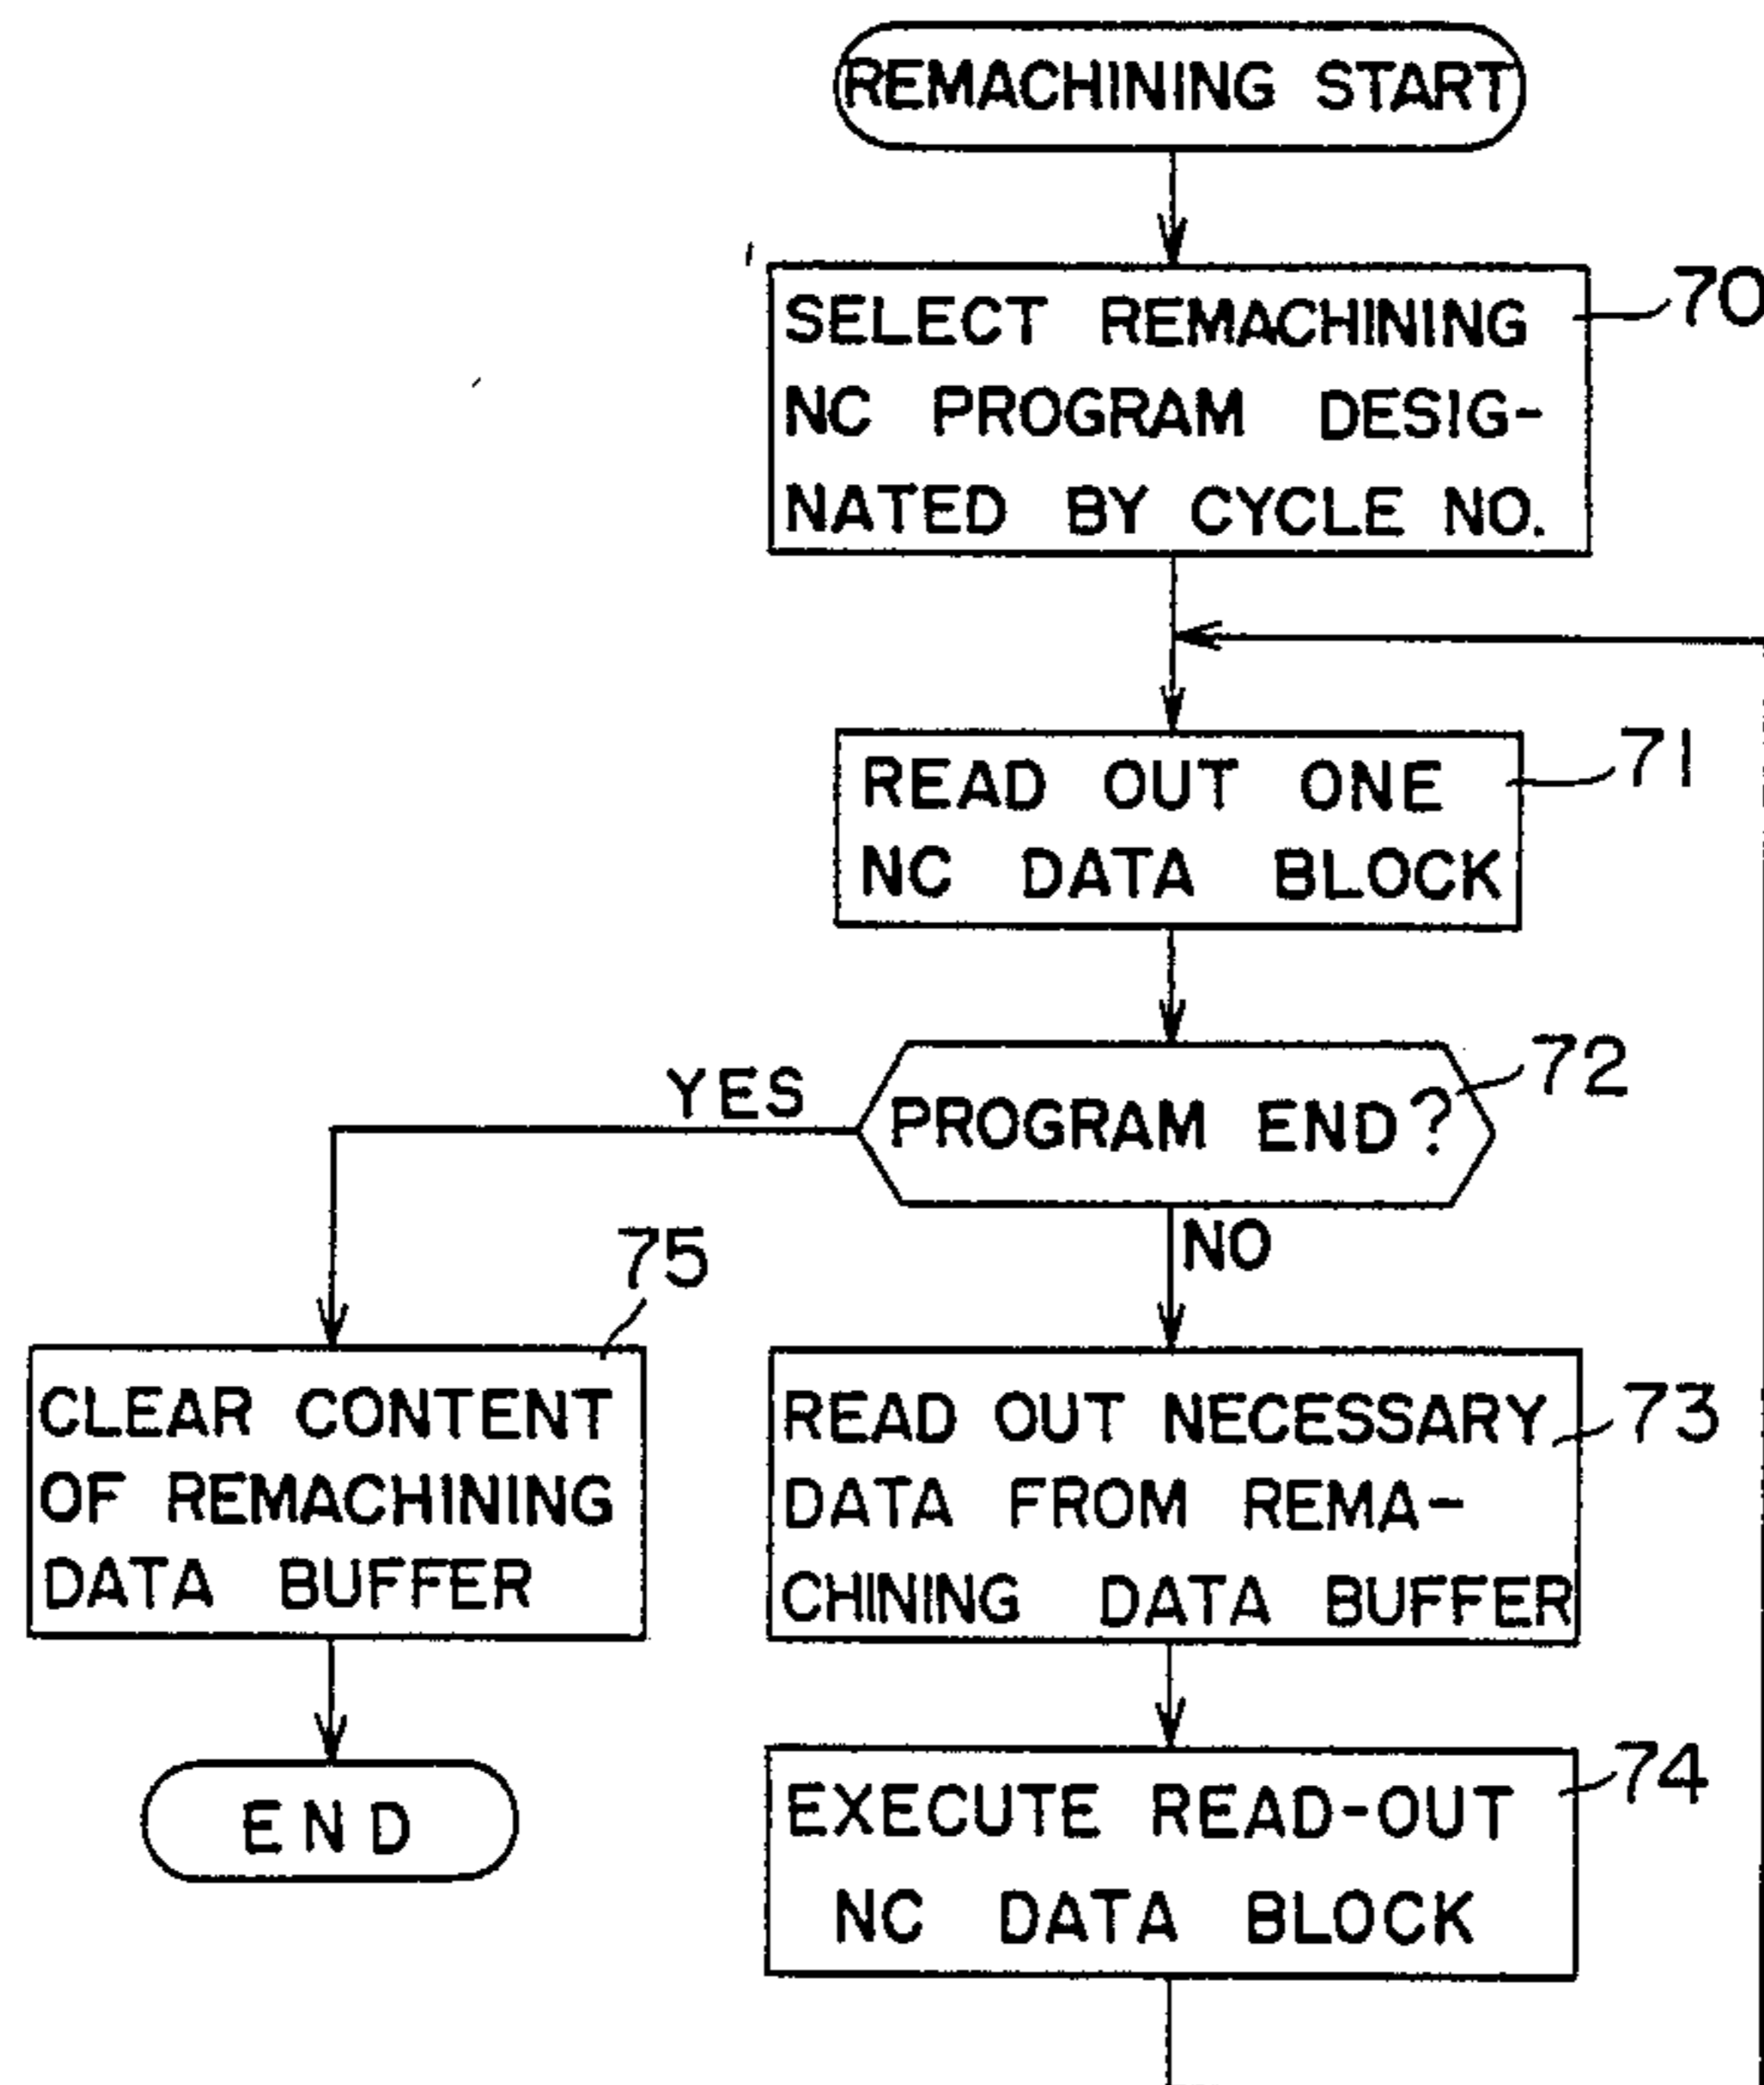 REMACHINING START
SELECT REMACHINING
NC PROGRAM DESIG-
NATED BY CYCLE NO.
70
READ OUT ONE
NC DATA BLOCK
71
PROGRAM END?
72
YES
NO
75
CLEAR CONTENT
OF REMACHINING
DATA BUFFER
READ OUT NECESSARY
DATA FROM REMA-
CHINING DATA BUFFER
73
END
EXECUTE READ-OUT
NC DATA BLOCK
74